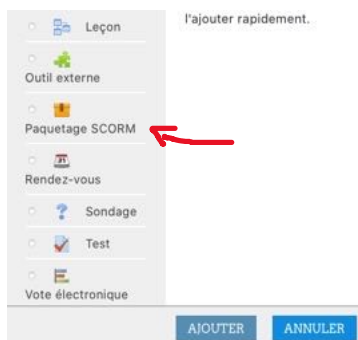 Leçon
l'ajouter rapidement.
Outil externe
Paquetage SCORM
Rendez-vous
Sondage
Test
Vote électronique
AJOUTER
ANNULER